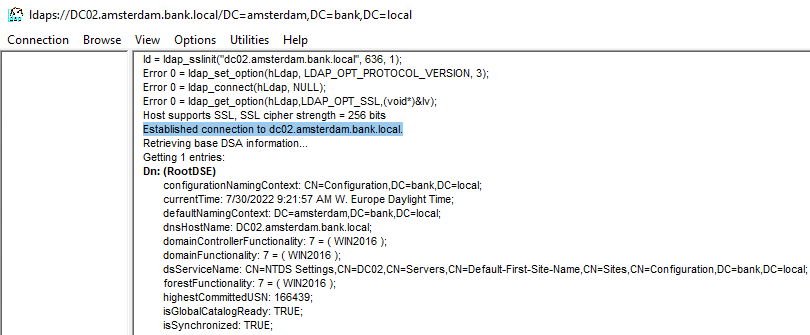 ldaps://DC02.amsterdam.bank.local/DC=amsterdam,DC=bank,DC=local
Connection Browse View Options Utilities Help
ld = ldap_sslinit("dc02.amsterdam.bank.local", 636, 1);
Error 0 = ldap_set_option(hLdap, LDAP_OPT_PROTOCOL_VERSION, 3);
Error 0 = ldap_connect(hLdap, NULL);
Error 0 = ldap_get_option(hLdap,LDAP_OPT_SSL,(void*)&lv);
Host supports SSL, SSL cipher strength = 256 bits
Established connection to dc02.amsterdam.bank.local.
Retrieving base DSA information...
Getting 1 entries:
Dn: (RootDSE)
configurationNamingContext: CN=Configuration,DC=bank,DC=local;
currentTime: 7/30/2022 9:21:57 AM W. Europe Daylight Time;
defaultNamingContext: DC=amsterdam,DC=bank,DC=local;
dnsHostName: DC02.amsterdam.bank.local;
domainControllerFunctionality: 7 = ( WIN2016 );
domainFunctionality: 7 = ( WIN2016 );
dsServiceName: CN=NTDS Settings,CN=DC02,CN=Servers,CN=Default-First-Site-Name,CN=Sites,CN=Configuration,DC=bank,DC=local;
forestFunctionality: 7 = ( WIN2016 );
highestCommittedUSN: 166439;
isGlobalCatalogReady: TRUE;
isSynchronized: TRUE;